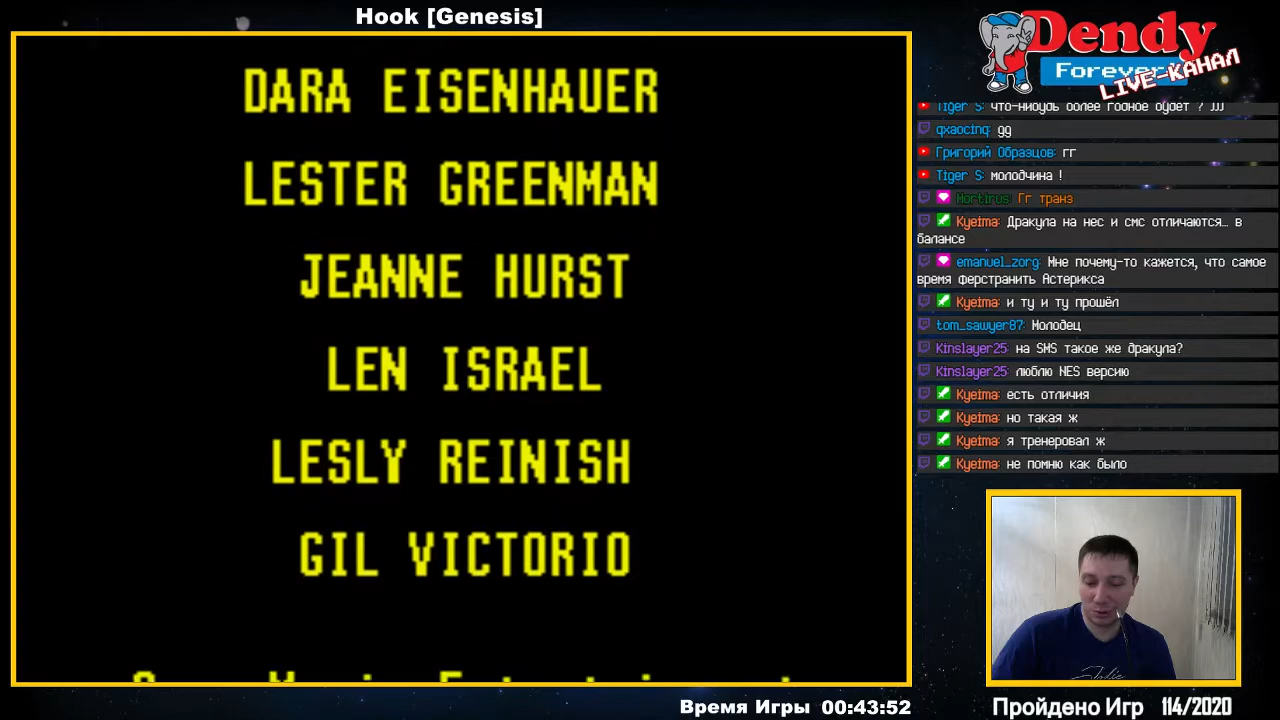 Hook [Genesis]
DARA EISENHAUER
LESTER GREENMAN
JEANNE HURST
LEN ISRAEL
LESLY REINISH
GIL VICTORIO
Время Игры 00:43:52
Dendy
Forever!
LIVE-КАНАЛ
Tiger S: что-нибудь более годное будет ? )))
qxaocinq: gg
Григорий Образцов: гг
Tiger S: молодчина !
Mortirus: Гг транз
Kyeima: Дракула на нес и смс отличаются… в
балансе
emanuel_zorg: Мне почему-то кажется, что самое
время ферстранить Астерикса
Kyeima: и ту и ту прошёл
tom_sawyer87: Молодец
Kinslayer25: на SMS такое же дракула?
Kinslayer25: люблю NES версию
Kyeima: есть отличия
Kyeima: но такая ж
Kyeima: я тренеровал ж
Kyeima: не помню как было
Пройдено Игр 114/2020